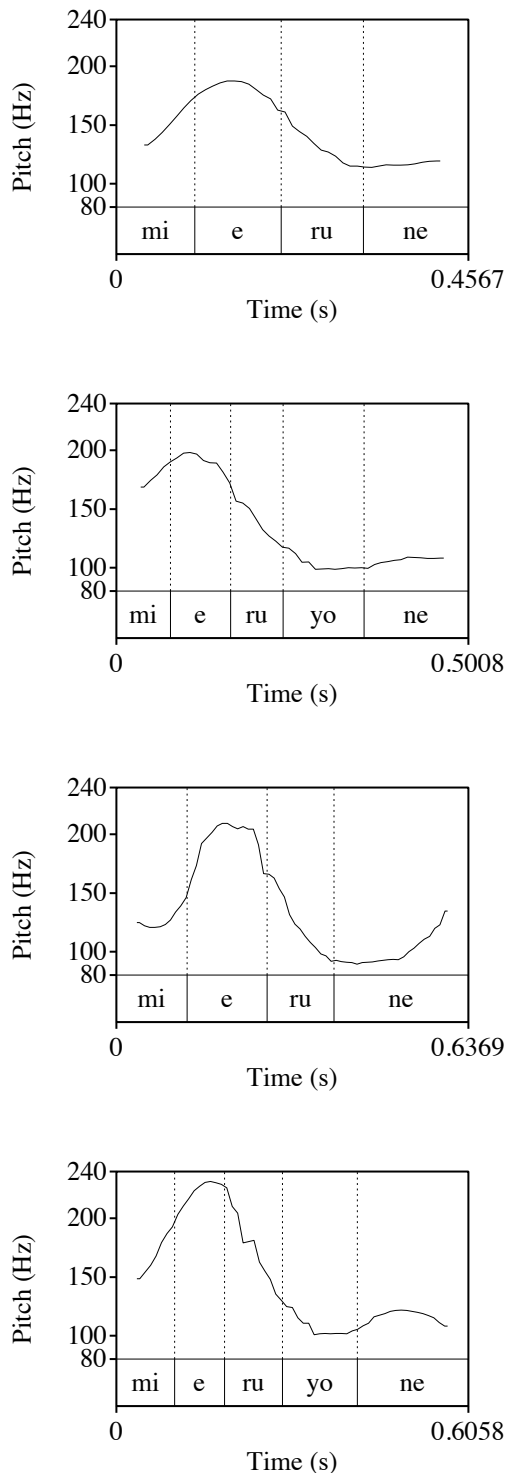 240
200
150
100
80
Pitch (Hz)
mi e ru ne
0 0.4567
Time (s)
240
200
150
100
80
Pitch (Hz)
mi e ru yo ne
0 0.5008
Time (s)
240
200
150
100
80
Pitch (Hz)
mi e ru ne
0 0.6369
Time (s)
240
200
150
100
80
Pitch (Hz)
mi e ru yo ne
0 0.6058
Time (s)